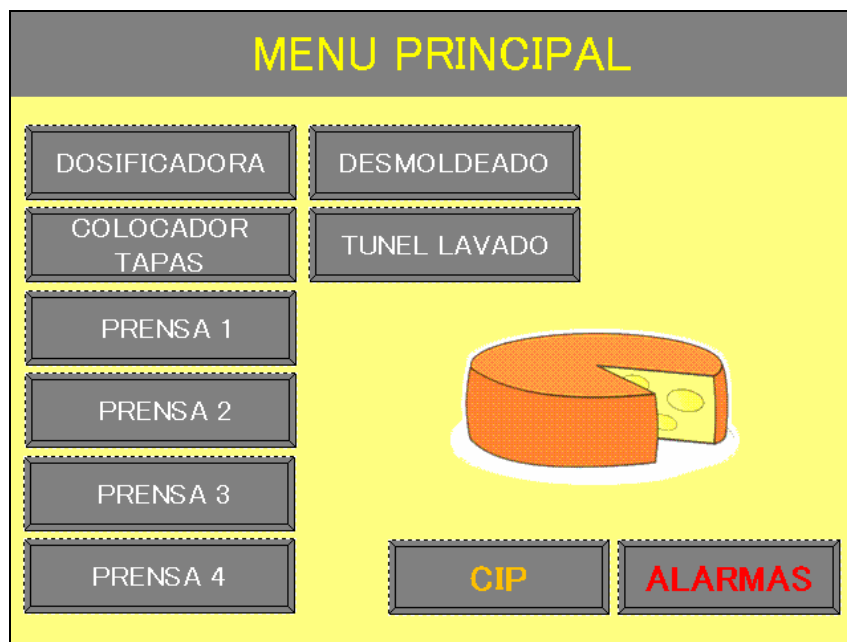 MENU PRINCIPAL
DOSIFICADORA
DESMOLDEADO
COLOCADOR
TAPAS
TUNEL LAVADO
PRENSA 1
PRENSA 2
PRENSA 3
PRENSA 4
CIP
ALARMAS